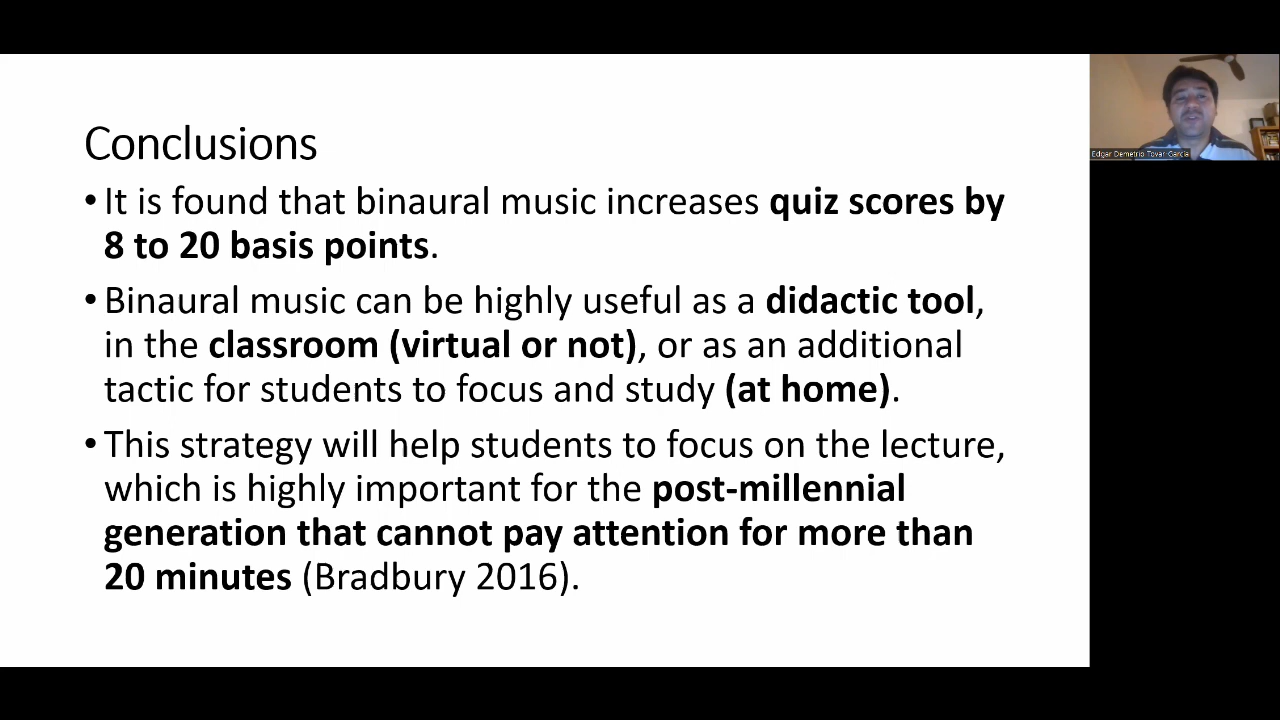 Conclusions
• It is found that binaural music increases quiz scores by
8 to 20 basis points.
• Binaural music can be highly useful as a didactic tool,
in the classroom (virtual or not), or as an additional
tactic for students to focus and study (at home).
• This strategy will help students to focus on the lecture,
which is highly important for the post-millennial
generation that cannot pay attention for more than
20 minutes (Bradbury 2016).
Edgar Demetrio Tovar-García